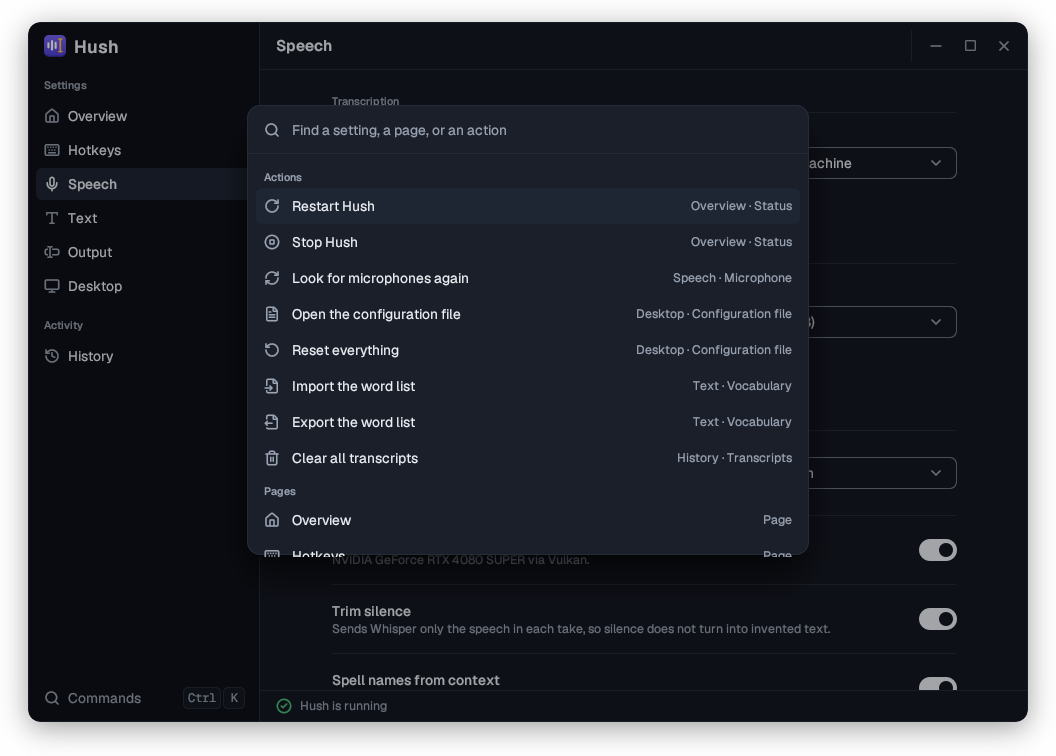 Hush
Speech
Settings
Overview
Hotkeys
Speech
Text
Output
Desktop
Activity
History
Commands
Ctrl K
Transcription
Find a setting, a page, or an action
Actions
Restart Hush Overview · Status
Stop Hush Overview · Status
Look for microphones again Speech · Microphone
Open the configuration file Desktop · Configuration file
Reset everything Desktop · Configuration file
Import the word list Text · Vocabulary
Export the word list Text · Vocabulary
Clear all transcripts History · Transcripts
Pages
Overview Page
Hotkeys Page
NVIDIA GeForce RTX 4080 SUPER via Vulkan.
Trim silence
Sends Whisper only the speech in each take, so silence does not turn into invented text.
Spell names from context
Hush is running